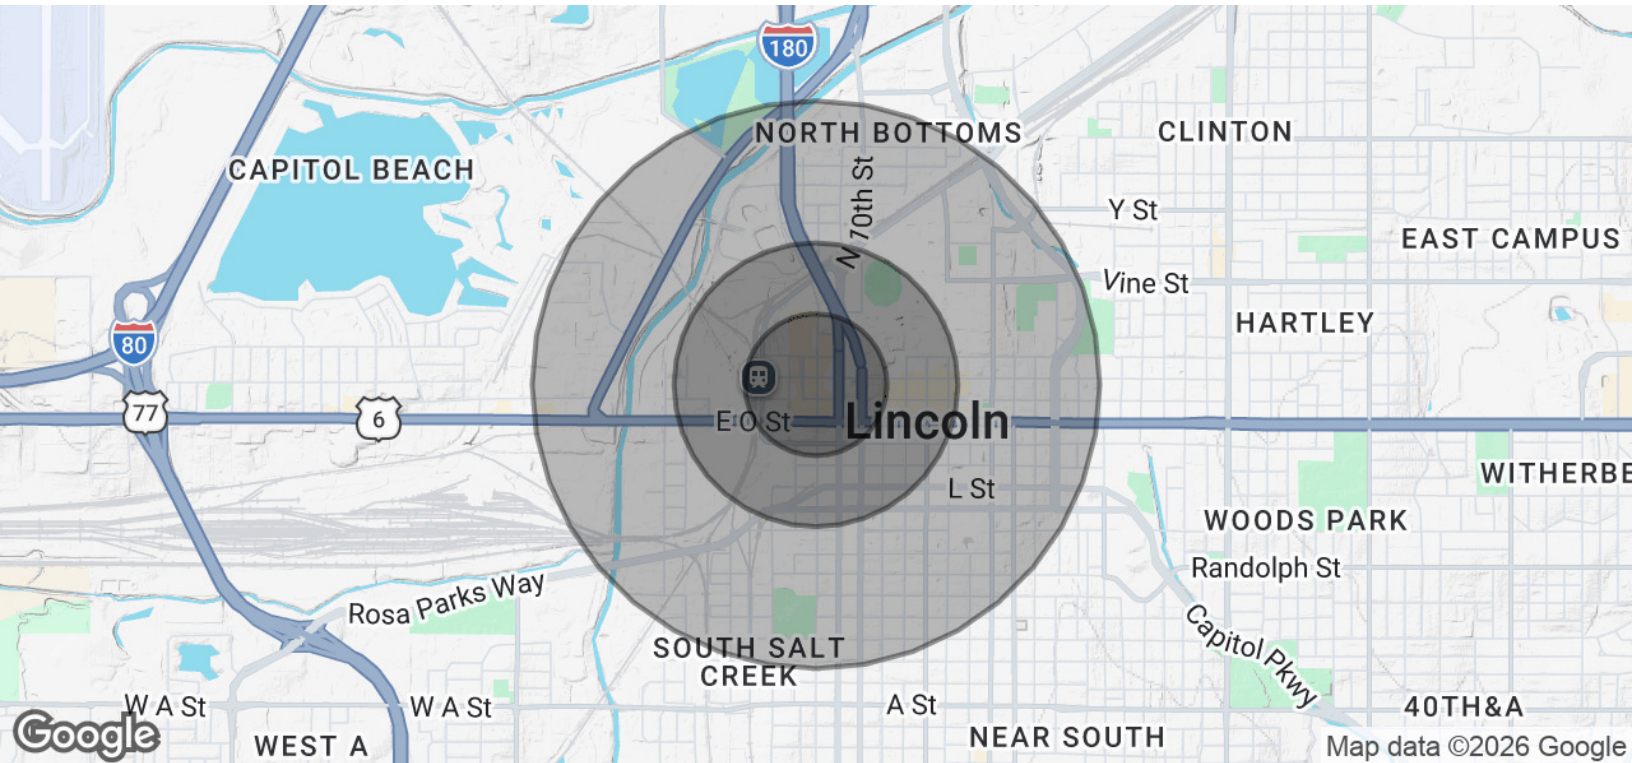 180
NORTH BOTTOMS
CLINTON
CAPITOL BEACH
N 70th St
Y St
EAST CAMPUS
Vine St
HARTLEY
80
77
6
E O St
Lincoln
WITHERBE
L St
WOODS PARK
Randolph St
Rosa Parks Way
Capitol Pkwy
SOUTH SALT
CREEK
W A St
W A St
A St
40TH&A
Google
WEST A
NEAR SOUTH
Map data ©2026 Google